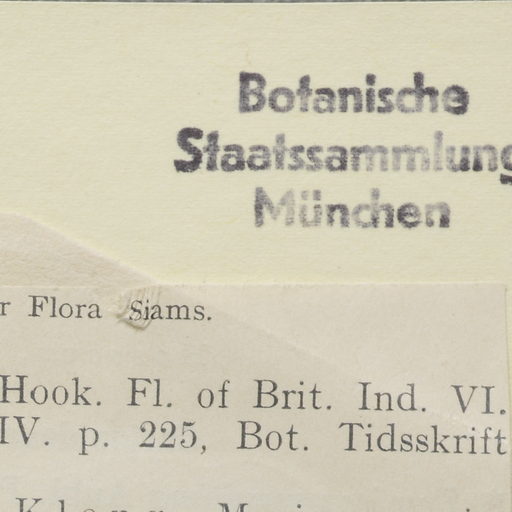 Botanische
Staatssammlung
München
r Flora Siams.
Hook. Fl. of Brit. Ind. VI.
IV. p. 225, Bot. Tidsskrift